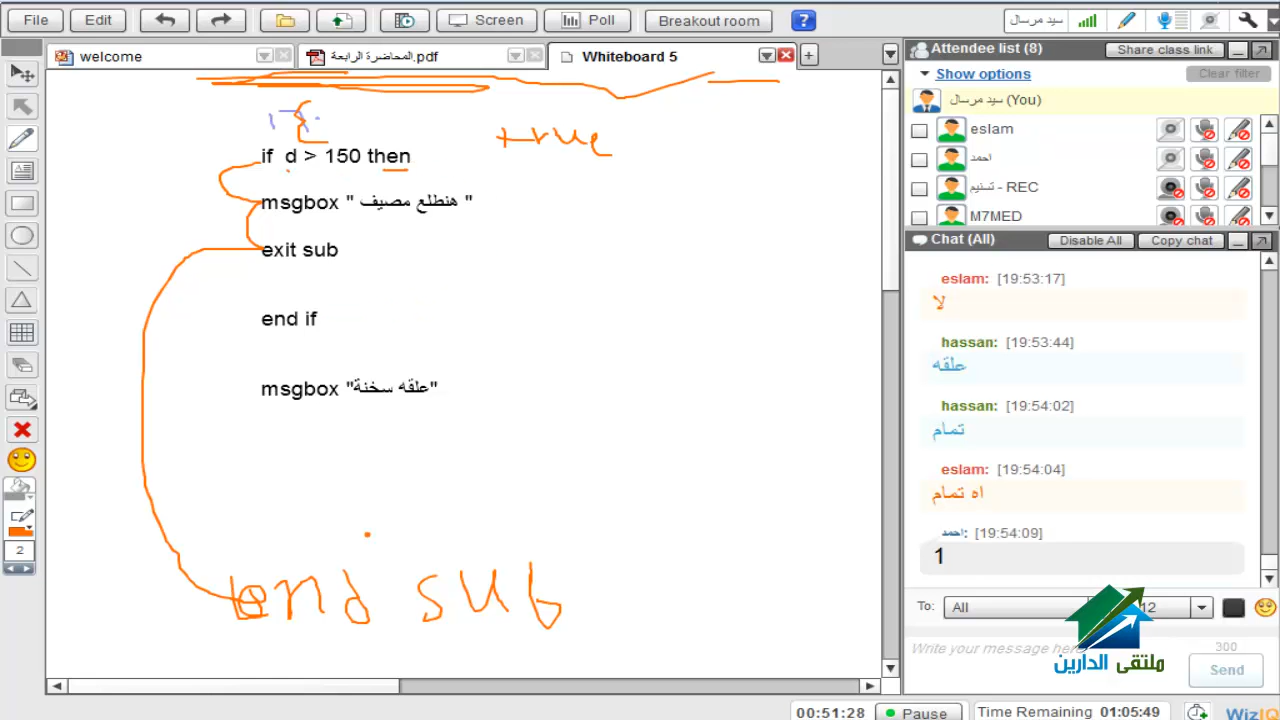 File Edit Screen Poll Breakout room ? سيد مرسال
welcome المحاضرة الرابعة.pdf Whiteboard 5 +
if d > 150 then
true
msgbox " هنطلع مصيف "
exit sub
end if
msgbox "علقه سخنة"
end sub
2
Attendee list (8) Share class link
Show options Clear filter
سيد مرسال (You)
eslam
احمد
تسنيم - REC
M7MED
Chat (All) Disable All Copy chat
eslam: [19:53:17]
لا
hassan: [19:53:44]
علقه
hassan: [19:54:02]
تمام
eslam: [19:54:04]
اه تمام
احمد: [19:54:09]
1
To: All 12
ملتقى الدارين
Write your message here 300
Send
00:51:28 Pause Time Remaining 01:05:49 WizIQ